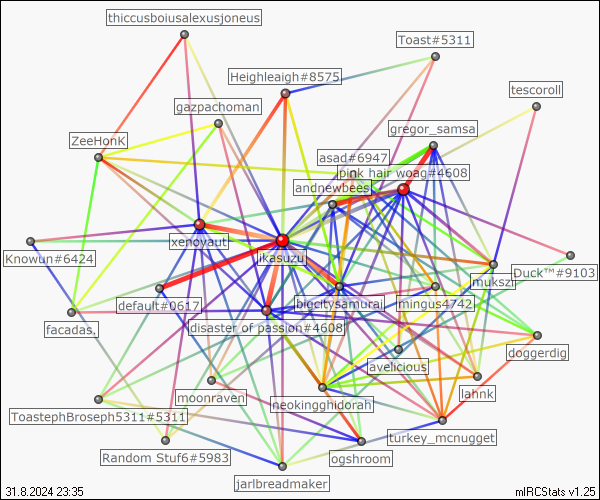 thiccusboiusalexusjoneus
Toast#5311
Heighleaigh#8575
tescoroll
gazpachoman
gregor_samsa
ZeeHonK
asad#6947
pink hair woag#4608
andnewbees
xenoyaut
ikasuzu
Knowun#6424
Duck™#9103
mukszi
default#0617
bigcitysamurai
mingus4742
facadas,
disaster of passion#4608
doggerdig
avelicious
moonraven
neokingghidorah
lahnk
ToastephBroseph5311#5311
turkey_mcnugget
Random Stuf6#5983
ogshroom
jarlbreadmaker
31.8.2024 23:35
mIRCStats v1.25